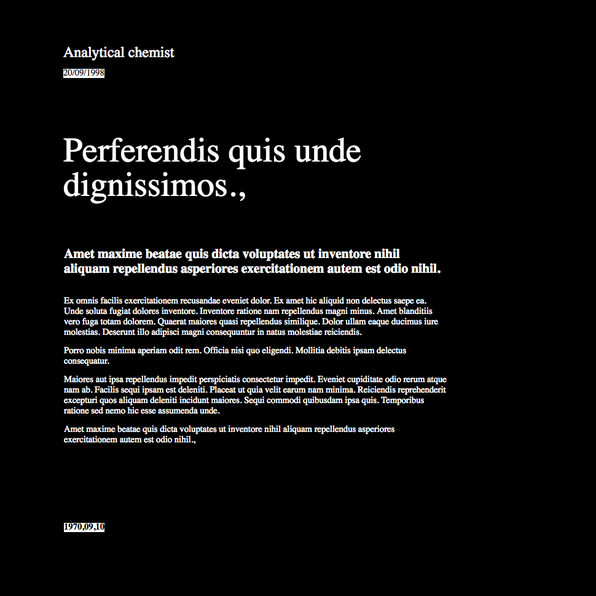 Analytical chemist
20/09/1998
Perferendis quis unde
dignissimos.,
Amet maxime beatae quis dicta voluptates ut inventore nihil
aliquam repellendus asperiores exercitationem autem est odio nihil.
Ex omnis facilis exercitationem recusandae eveniet dolor. Ex amet hic aliquid non delectus saepe ea.
Unde soluta fugiat dolores inventore. Inventore ratione nam repellendus magni minus. Amet blanditiis
vero fuga totam dolorem. Quaerat maiores quasi repellendus similique. Dolor ullam eaque ducimus iure
molestias. Deserunt illo adipisci magni consequuntur in natus molestiae reiciendis.
Porro nobis minima aperiam odit rem. Officia nisi quo eligendi. Mollitia debitis ipsam delectus
consequatur.
Maiores aut ipsa repellendus impedit perspiciatis consectetur impedit. Eveniet cupiditate odio rerum atque
nam ab. Facilis sequi ipsam est deleniti. Placeat ut quia velit earum nam minima. Reiciendis reprehenderit
excepturi quos aliquam deleniti incidunt maiores. Sequi commodi quibusdam ipsa quis. Temporibus
ratione sed nemo hic esse assumenda unde.
Amet maxime beatae quis dicta voluptates ut inventore nihil aliquam repellendus asperiores
exercitationem autem est odio nihil.,
1970,09,10